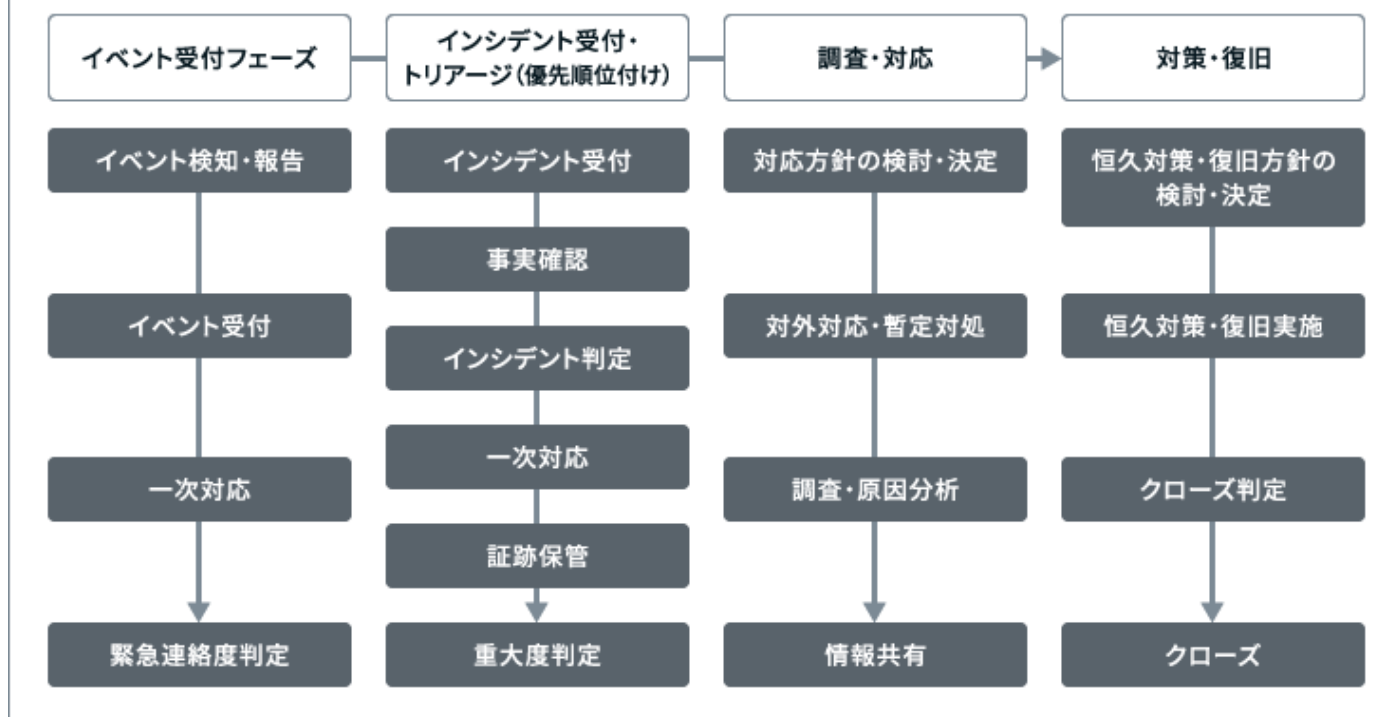 イベント受付フェーズ
インシデント受付・
トリアージ（優先順位付け）
調査・対応
対策・復旧
イベント検知・報告
イベント受付
一次対応
緊急連絡度判定
インシデント受付
事実確認
インシデント判定
一次対応
証跡保管
重大度判定
対応方針の検討・決定
対外対応・暫定対処
調査・原因分析
情報共有
恒久対策・復旧方針の
検討・決定
恒久対策・復旧実施
クローズ判定
クローズ